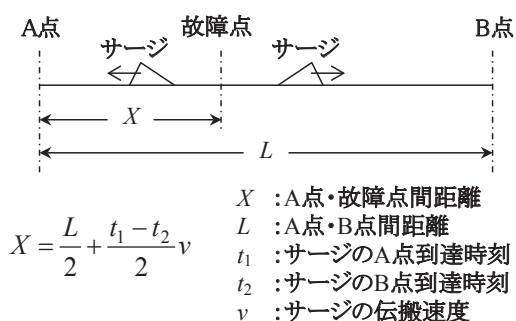 A点 故障点 B点
サージ サージ
X
L
X = L/2 + (t₁ − t₂)/2 v
X :A点・故障点間距離
L :A点・B点間距離
t₁ :サージのA点到達時刻
t₂ :サージのB点到達時刻
v :サージの伝搬速度